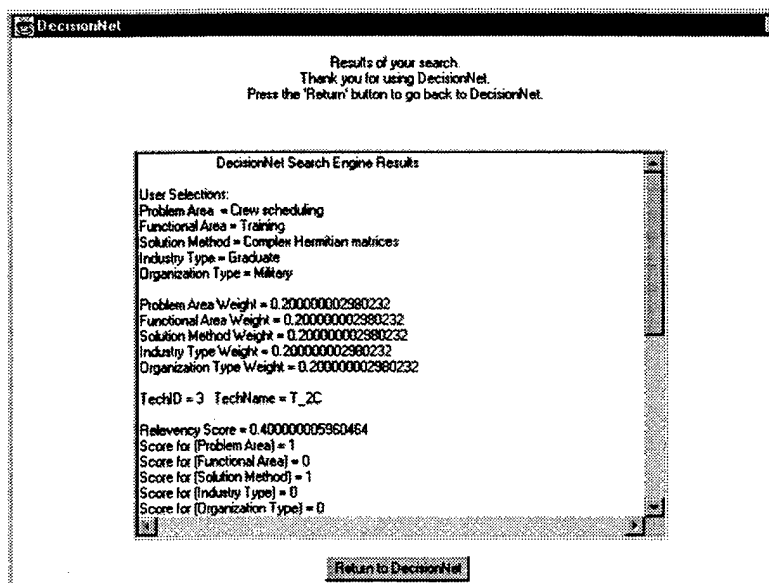 DecisionNet
Results of your search.
Thank you for using DecisionNet.
Press the 'Return' button to go back to DecisionNet.
DecisionNet Search Engine Results
User Selections:
Problem Area = Crew scheduling
Functional Area = Training
Solution Method = Complex Hermitian matrices
Industry Type = Graduate
Organization Type = Military
Problem Area Weight = 0.200000002980232
Functional Area Weight = 0.200000002980232
Solution Method Weight = 0.200000002980232
Industry Type Weight = 0.200000002980232
Organization Type Weight = 0.200000002980232
TechID = 3 TechName = T_2C
Relevency Score = 0.400000005960464
Score for (Problem Area) = 1
Score for (Functional Area) = 0
Score for (Solution Method) = 1
Score for (Industry Type) = 0
Score for (Organization Type) = 0
Return to DecisionNet